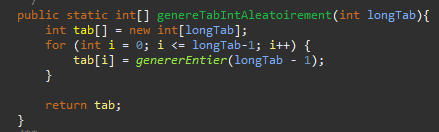 public static int[] genereTabIntAleatoirement(int longTab){
int tab[] = new int[longTab];
for (int i = 0; i <= longTab-1; i++) {
tab[i] = genererEntier(longTab - 1);
}
return tab;
}